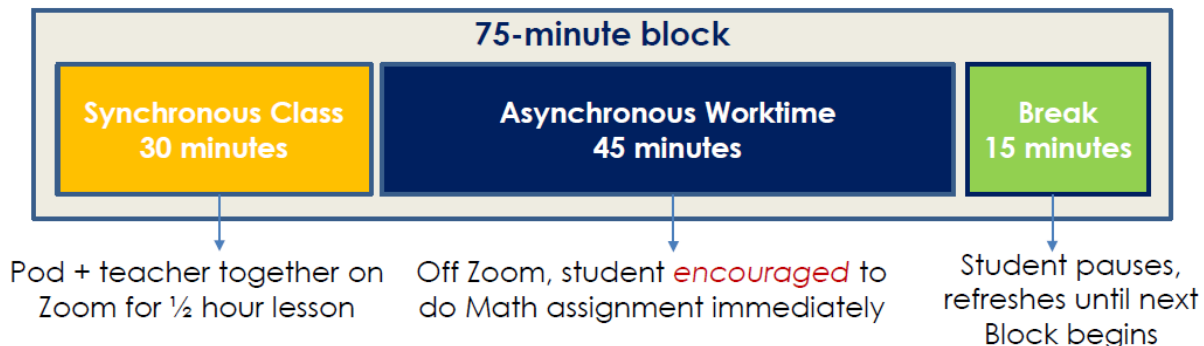 75-minute block
Synchronous Class
30 minutes
Asynchronous Worktime
45 minutes
Break
15 minutes
Pod + teacher together on
Zoom for ½ hour lesson
Off Zoom, student encouraged to
do Math assignment immediately
Student pauses,
refreshes until next
Block begins